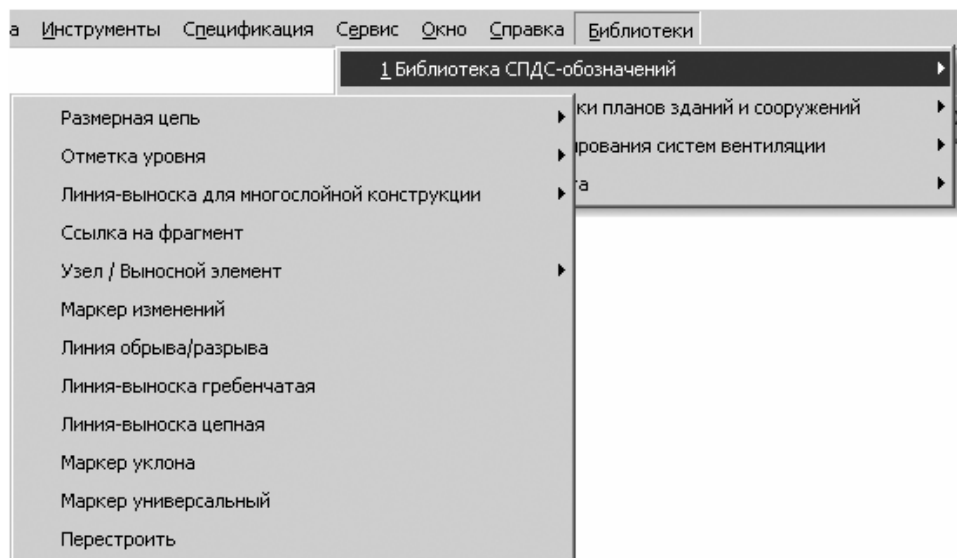 а Инструменты Спецификация Сервис Окно Справка Библиотеки
1 Библиотека СПДС-обозначений
ки планов зданий и сооружений
ирования систем вентиляции
а
Размерная цепь
Отметка уровня
Линия-выноска для многослойной конструкции
Ссылка на фрагмент
Узел / Выносной элемент
Маркер изменений
Линия обрыва/разрыва
Линия-выноска гребенчатая
Линия-выноска цепная
Маркер уклона
Маркер универсальный
Перестроить